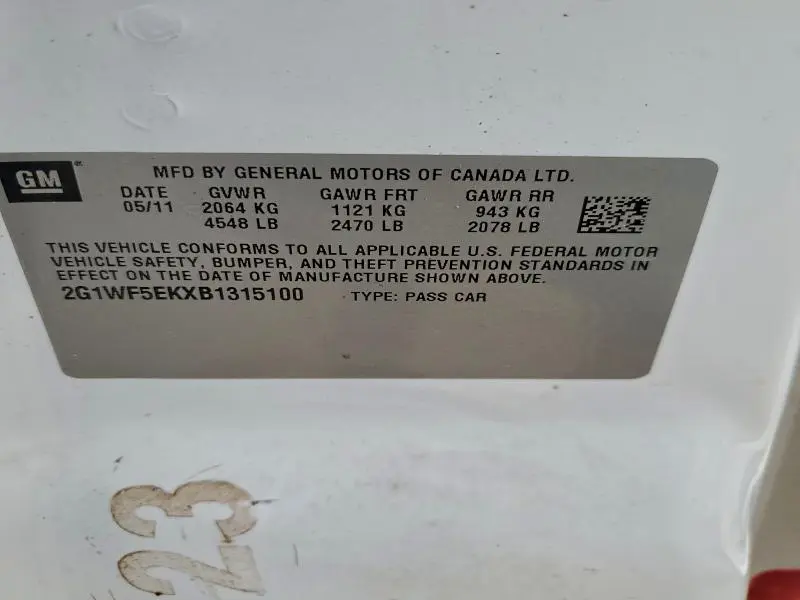 GM
MFD BY GENERAL MOTORS OF CANADA LTD.
DATE GVWR GAWR FRT GAWR RR
05/11 2064 KG 1121 KG 943 KG
4548 LB 2470 LB 2078 LB
THIS VEHICLE CONFORMS TO ALL APPLICABLE U.S. FEDERAL MOTOR
VEHICLE SAFETY, BUMPER, AND THEFT PREVENTION STANDARDS IN
EFFECT ON THE DATE OF MANUFACTURE SHOWN ABOVE.
2G1WF5EKXB1315100 TYPE: PASS CAR
23